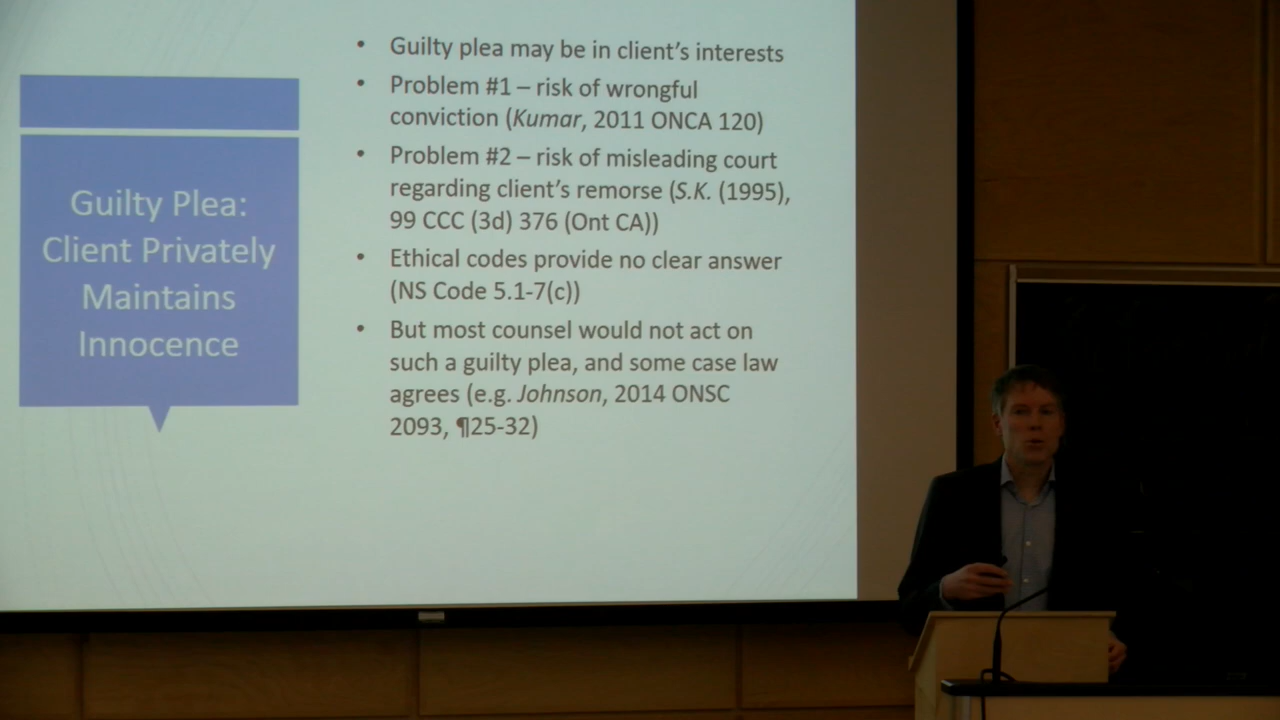 Guilty Plea:
Client Privately
Maintains
Innocence
• Guilty plea may be in client's interests
• Problem #1 – risk of wrongful
conviction (Kumar, 2011 ONCA 120)
• Problem #2 – risk of misleading court
regarding client's remorse (S.K. (1995),
99 CCC (3d) 376 (Ont CA))
• Ethical codes provide no clear answer
(NS Code 5.1-7(c))
• But most counsel would not act on
such a guilty plea, and some case law
agrees (e.g. Johnson, 2014 ONSC
2093, ¶25-32)